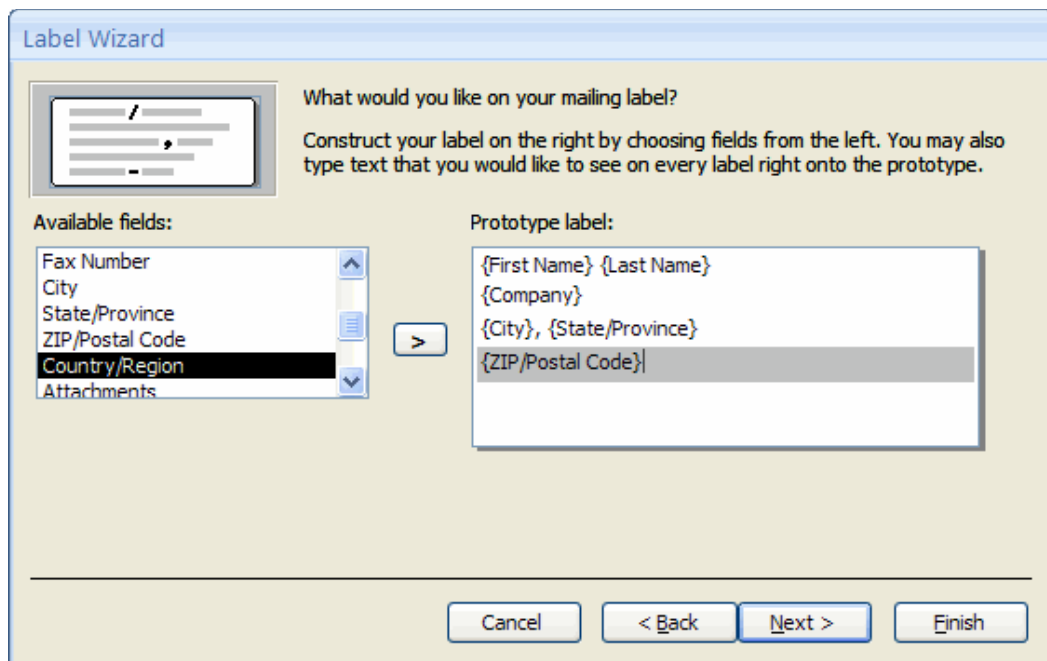 Label Wizard
What would you like on your mailing label?
Construct your label on the right by choosing fields from the left. You may also
type text that you would like to see on every label right onto the prototype.
Available fields:
Fax Number
City
State/Province
ZIP/Postal Code
Country/Region
Attachments
>
Prototype label:
{First Name} {Last Name}
{Company}
{City}, {State/Province}
{ZIP/Postal Code}
Cancel
< Back
Next >
Finish